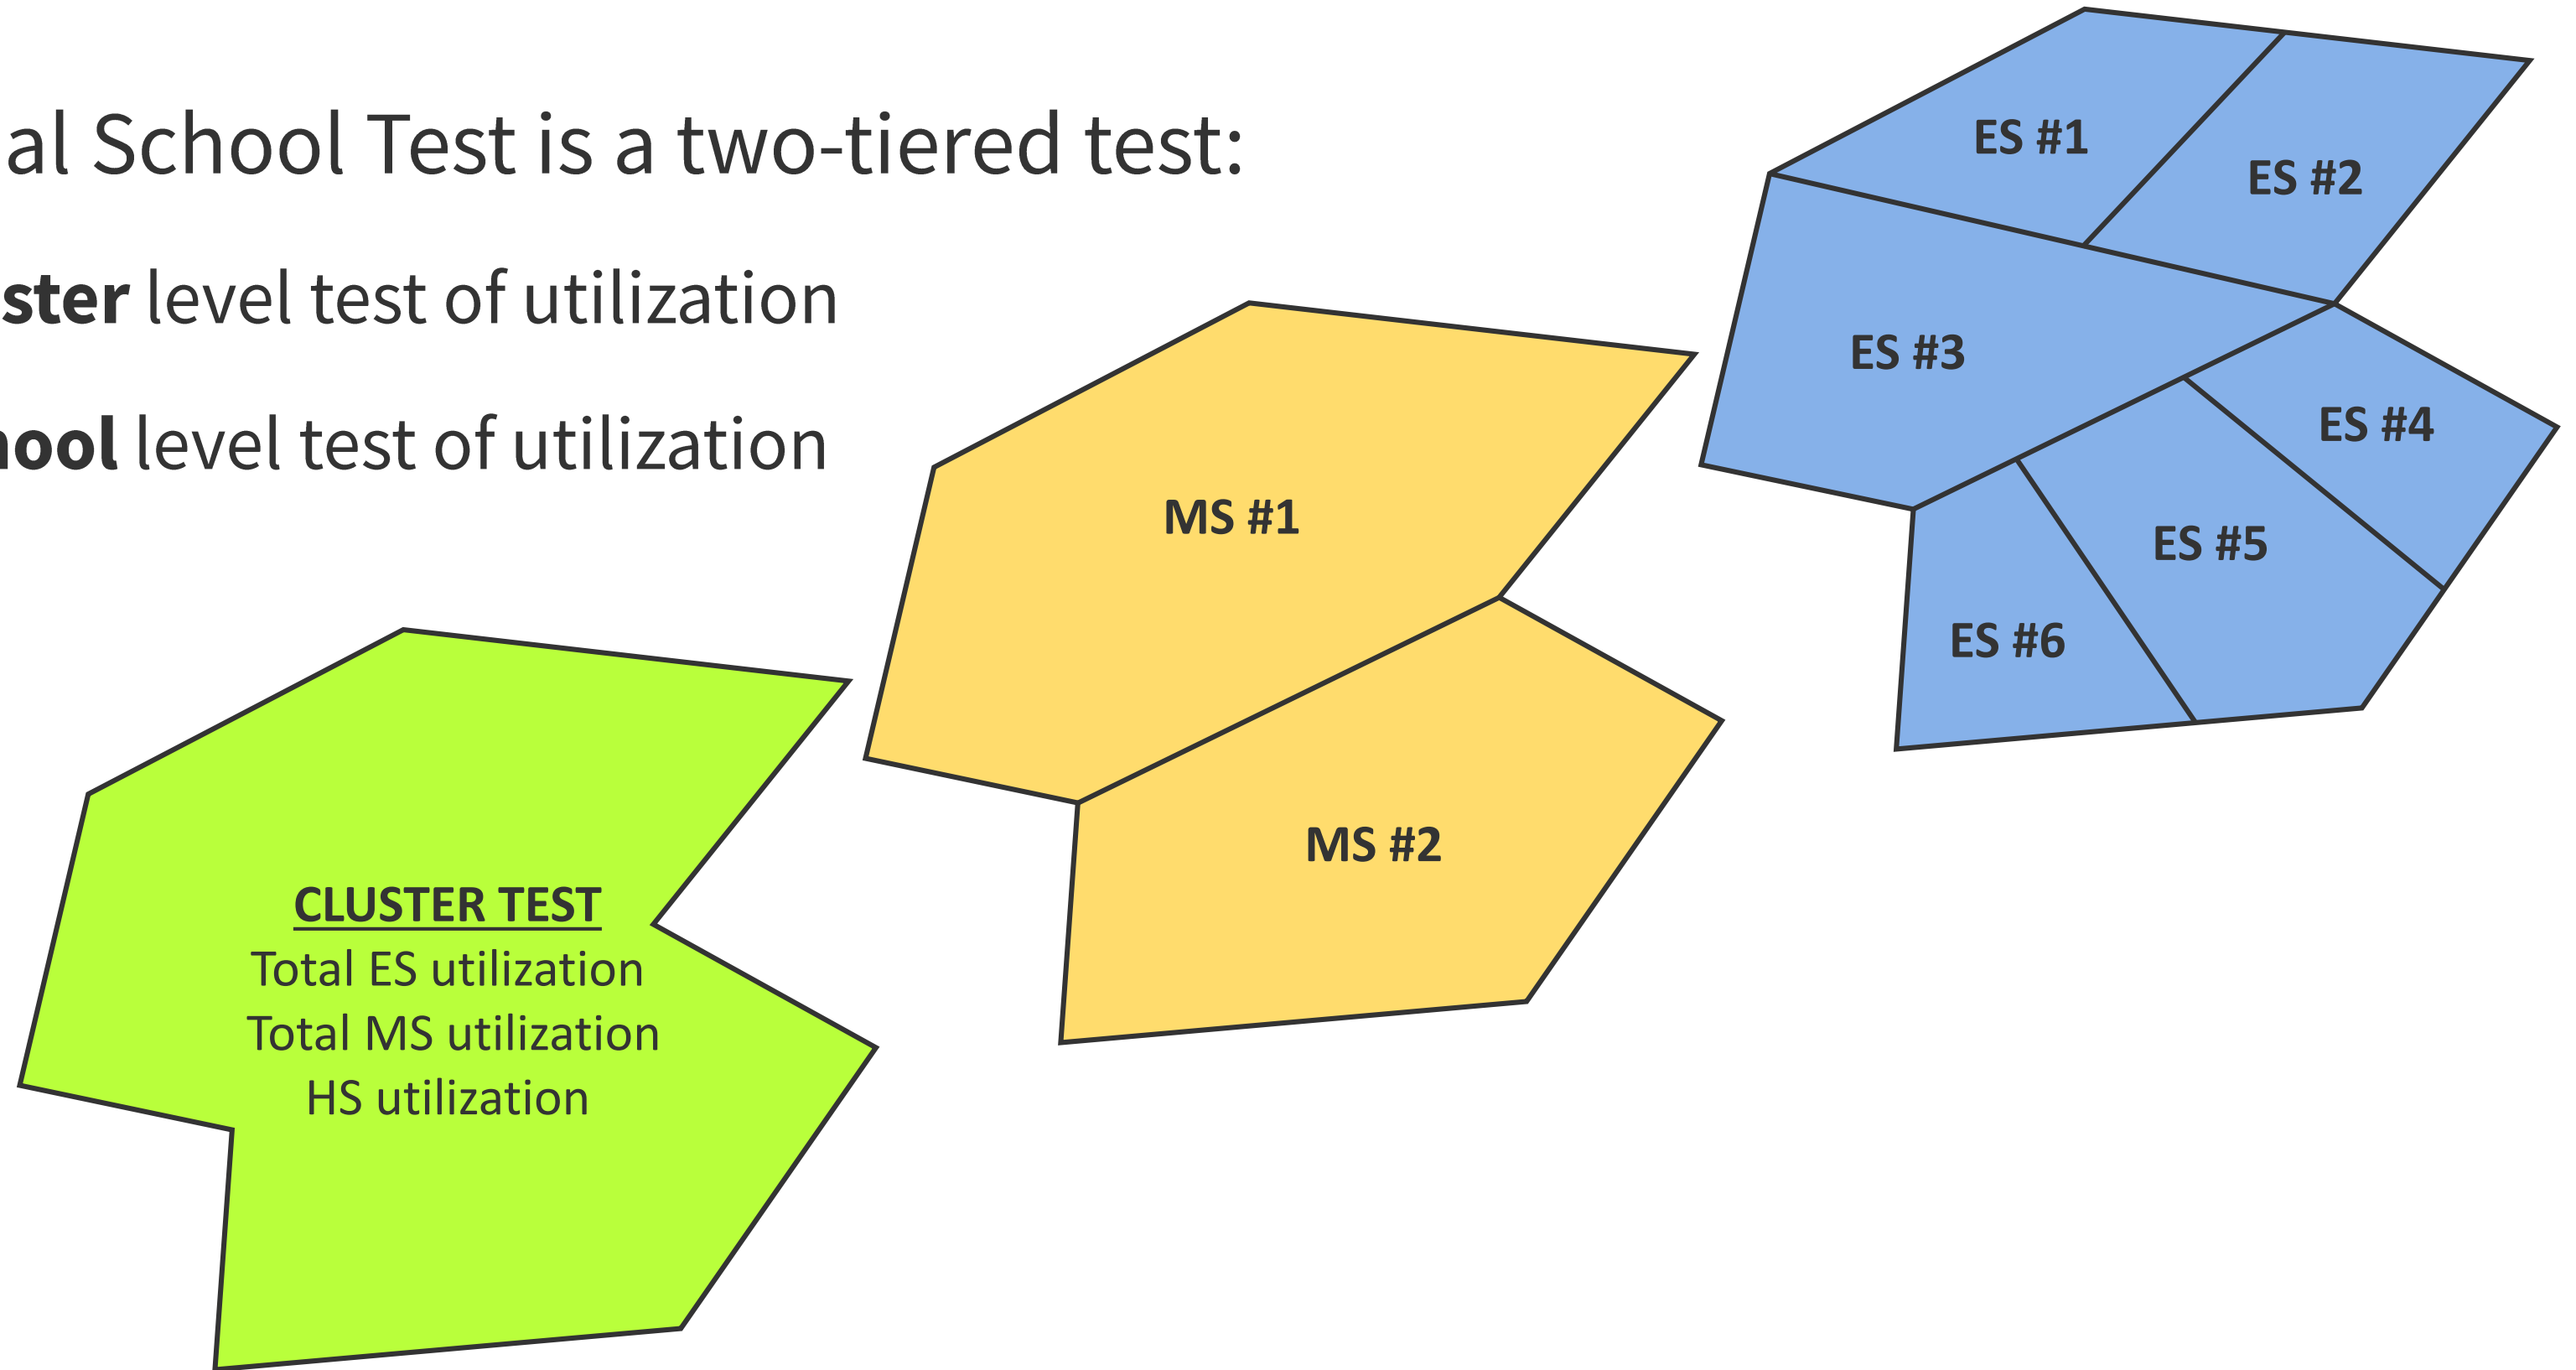 al School Test is a two-tiered test:
ster level test of utilization
hool level test of utilization
ES #1
ES #2
ES #3
ES #4
ES #5
ES #6
MS #1
MS #2
CLUSTER TEST
Total ES utilization
Total MS utilization
HS utilization